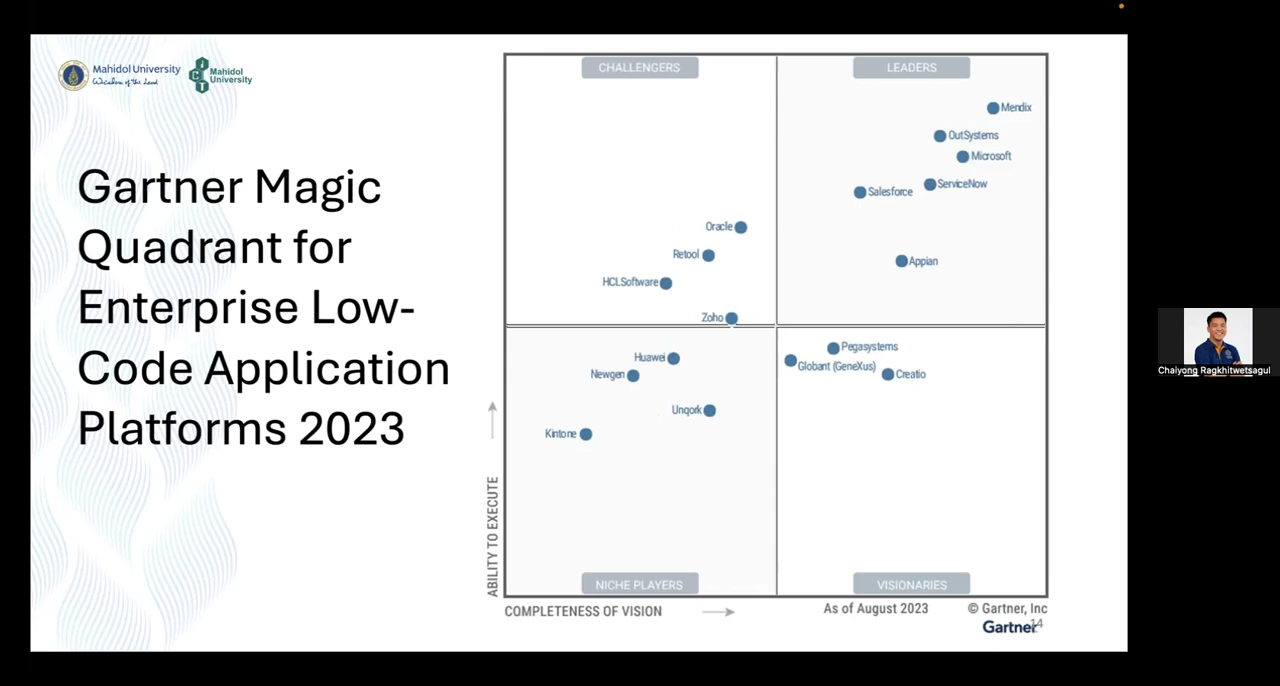 Mahidol University
Wisdom of the Land
Mahidol
University
Gartner Magic
Quadrant for
Enterprise Low-
Code Application
Platforms 2023
CHALLENGERS
LEADERS
Mendix
OutSystems
Microsoft
ServiceNow
Salesforce
Oracle
Retool
Appian
HCLSoftware
Zoho
Pegasystems
Huawei
Globant (GeneXus)
Newgen
Creatio
Unqork
Kintone
ABILITY TO EXECUTE
NICHE PLAYERS
VISIONARIES
COMPLETENESS OF VISION
As of August 2023
© Gartner, Inc
Gartner
14
Chaiyong Ragkhitwetsagul